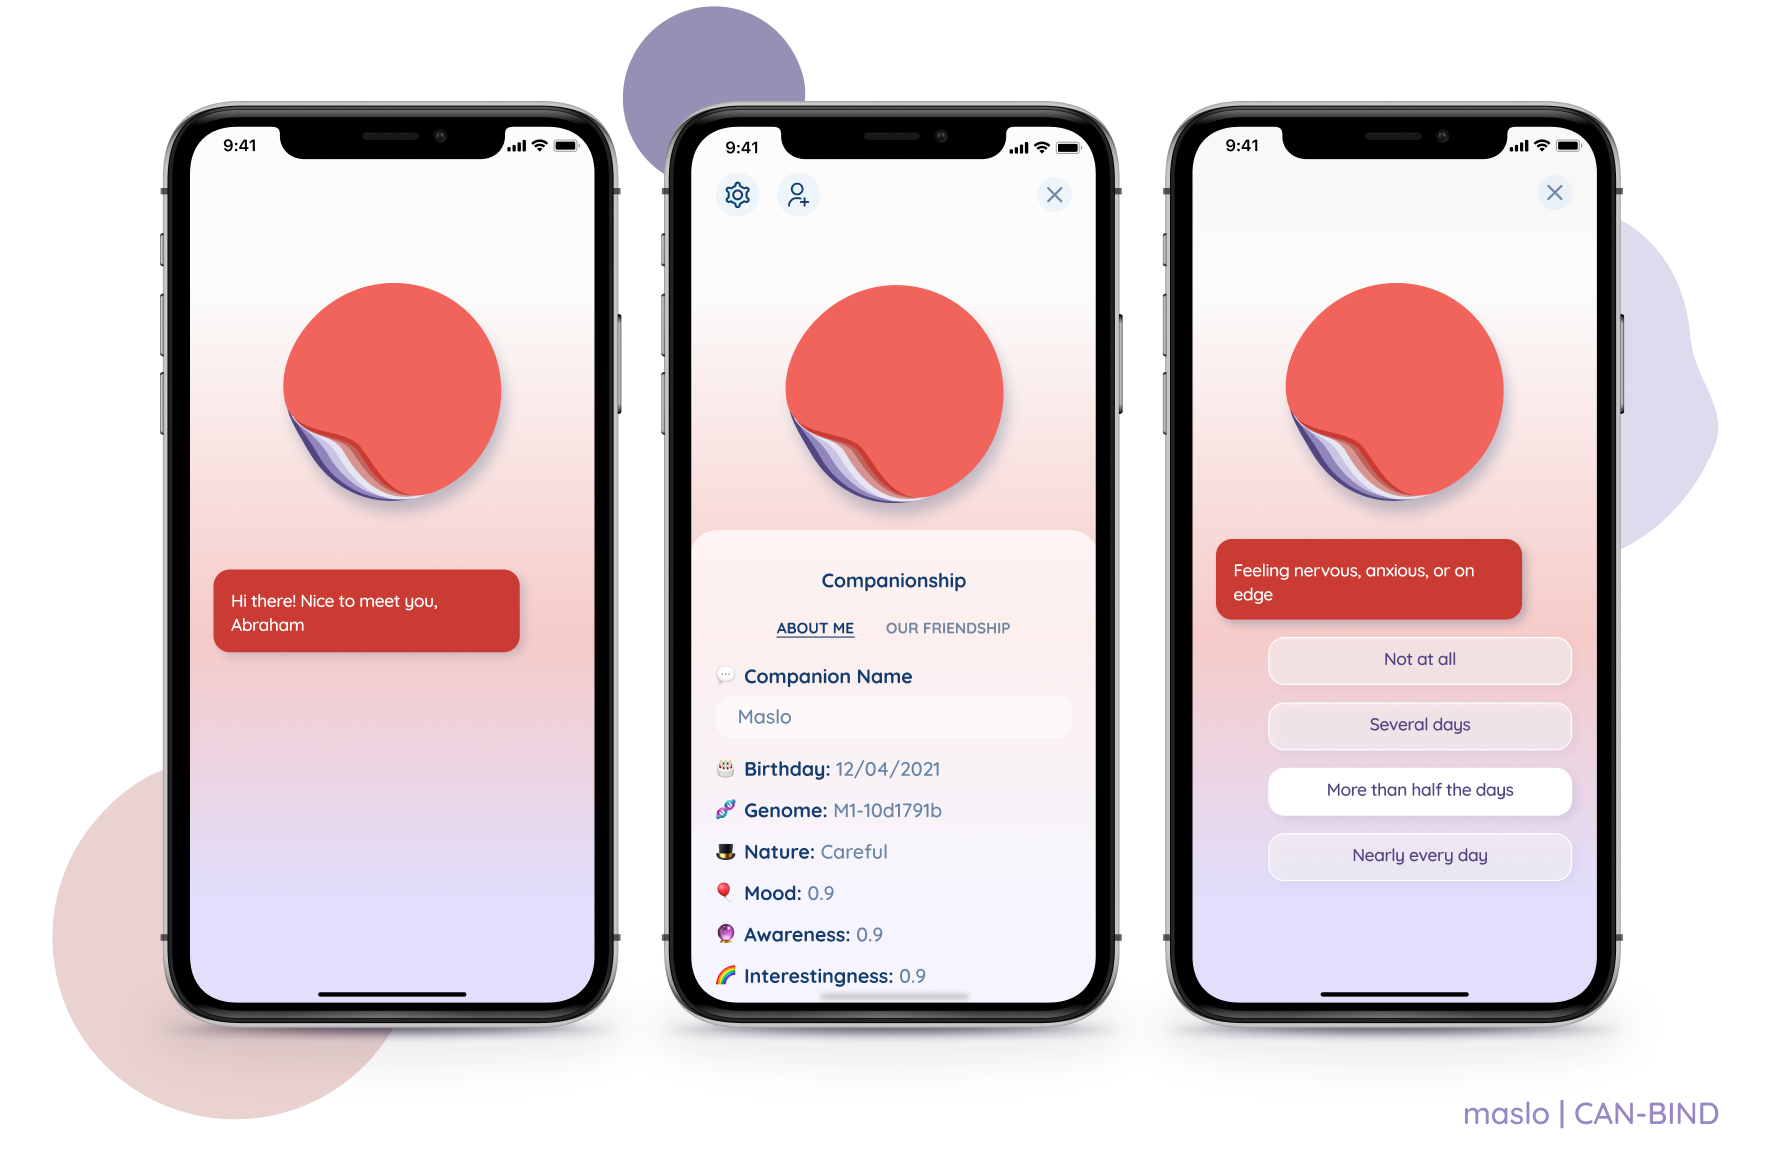 9:41
Hi there! Nice to meet you,
Abraham
9:41
Companionship
ABOUT ME OUR FRIENDSHIP
Companion Name
Maslo
Birthday: 12/04/2021
Genome: M1-10d1791b
Nature: Careful
Mood: 0.9
Awareness: 0.9
Interestingness: 0.9
9:41
Feeling nervous, anxious, or on
edge
Not at all
Several days
More than half the days
Nearly every day
maslo | CAN-BIND